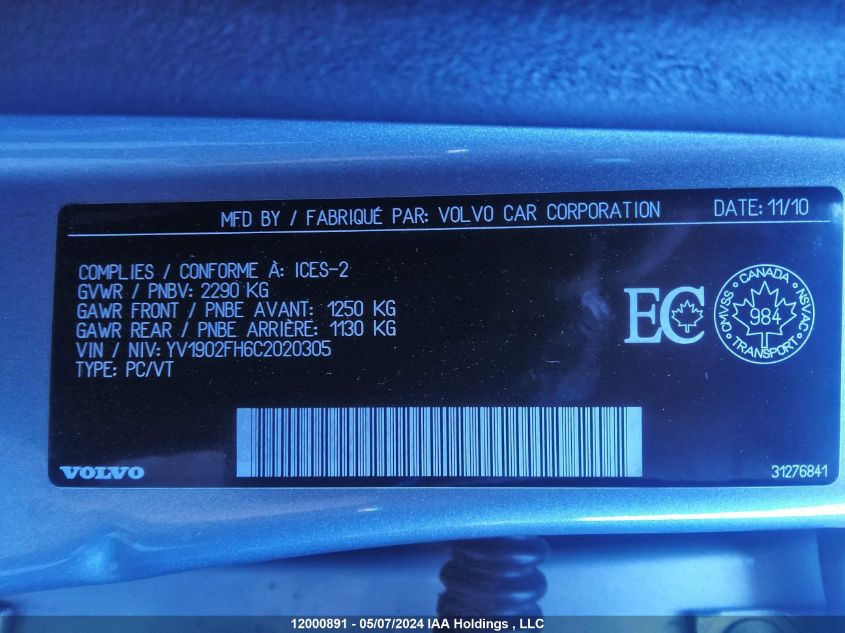 MFD BY / FABRIQUÉ PAR: VOLVO CAR CORPORATION DATE: 11/10
COMPLIES / CONFORME À: ICES-2
GVWR / PNBV: 2290 KG
GAWR FRONT / PNBE AVANT: 1250 KG
GAWR REAR / PNBE ARRIÈRE: 1130 KG
VIN / NIV: YV1902FH6C2020305
TYPE: PC/VT
EC
CANADA
CMVSS 984 NSVAC
TRANSPORT
VOLVO 31276841
12000891 - 05/07/2024 IAA Holdings , LLC